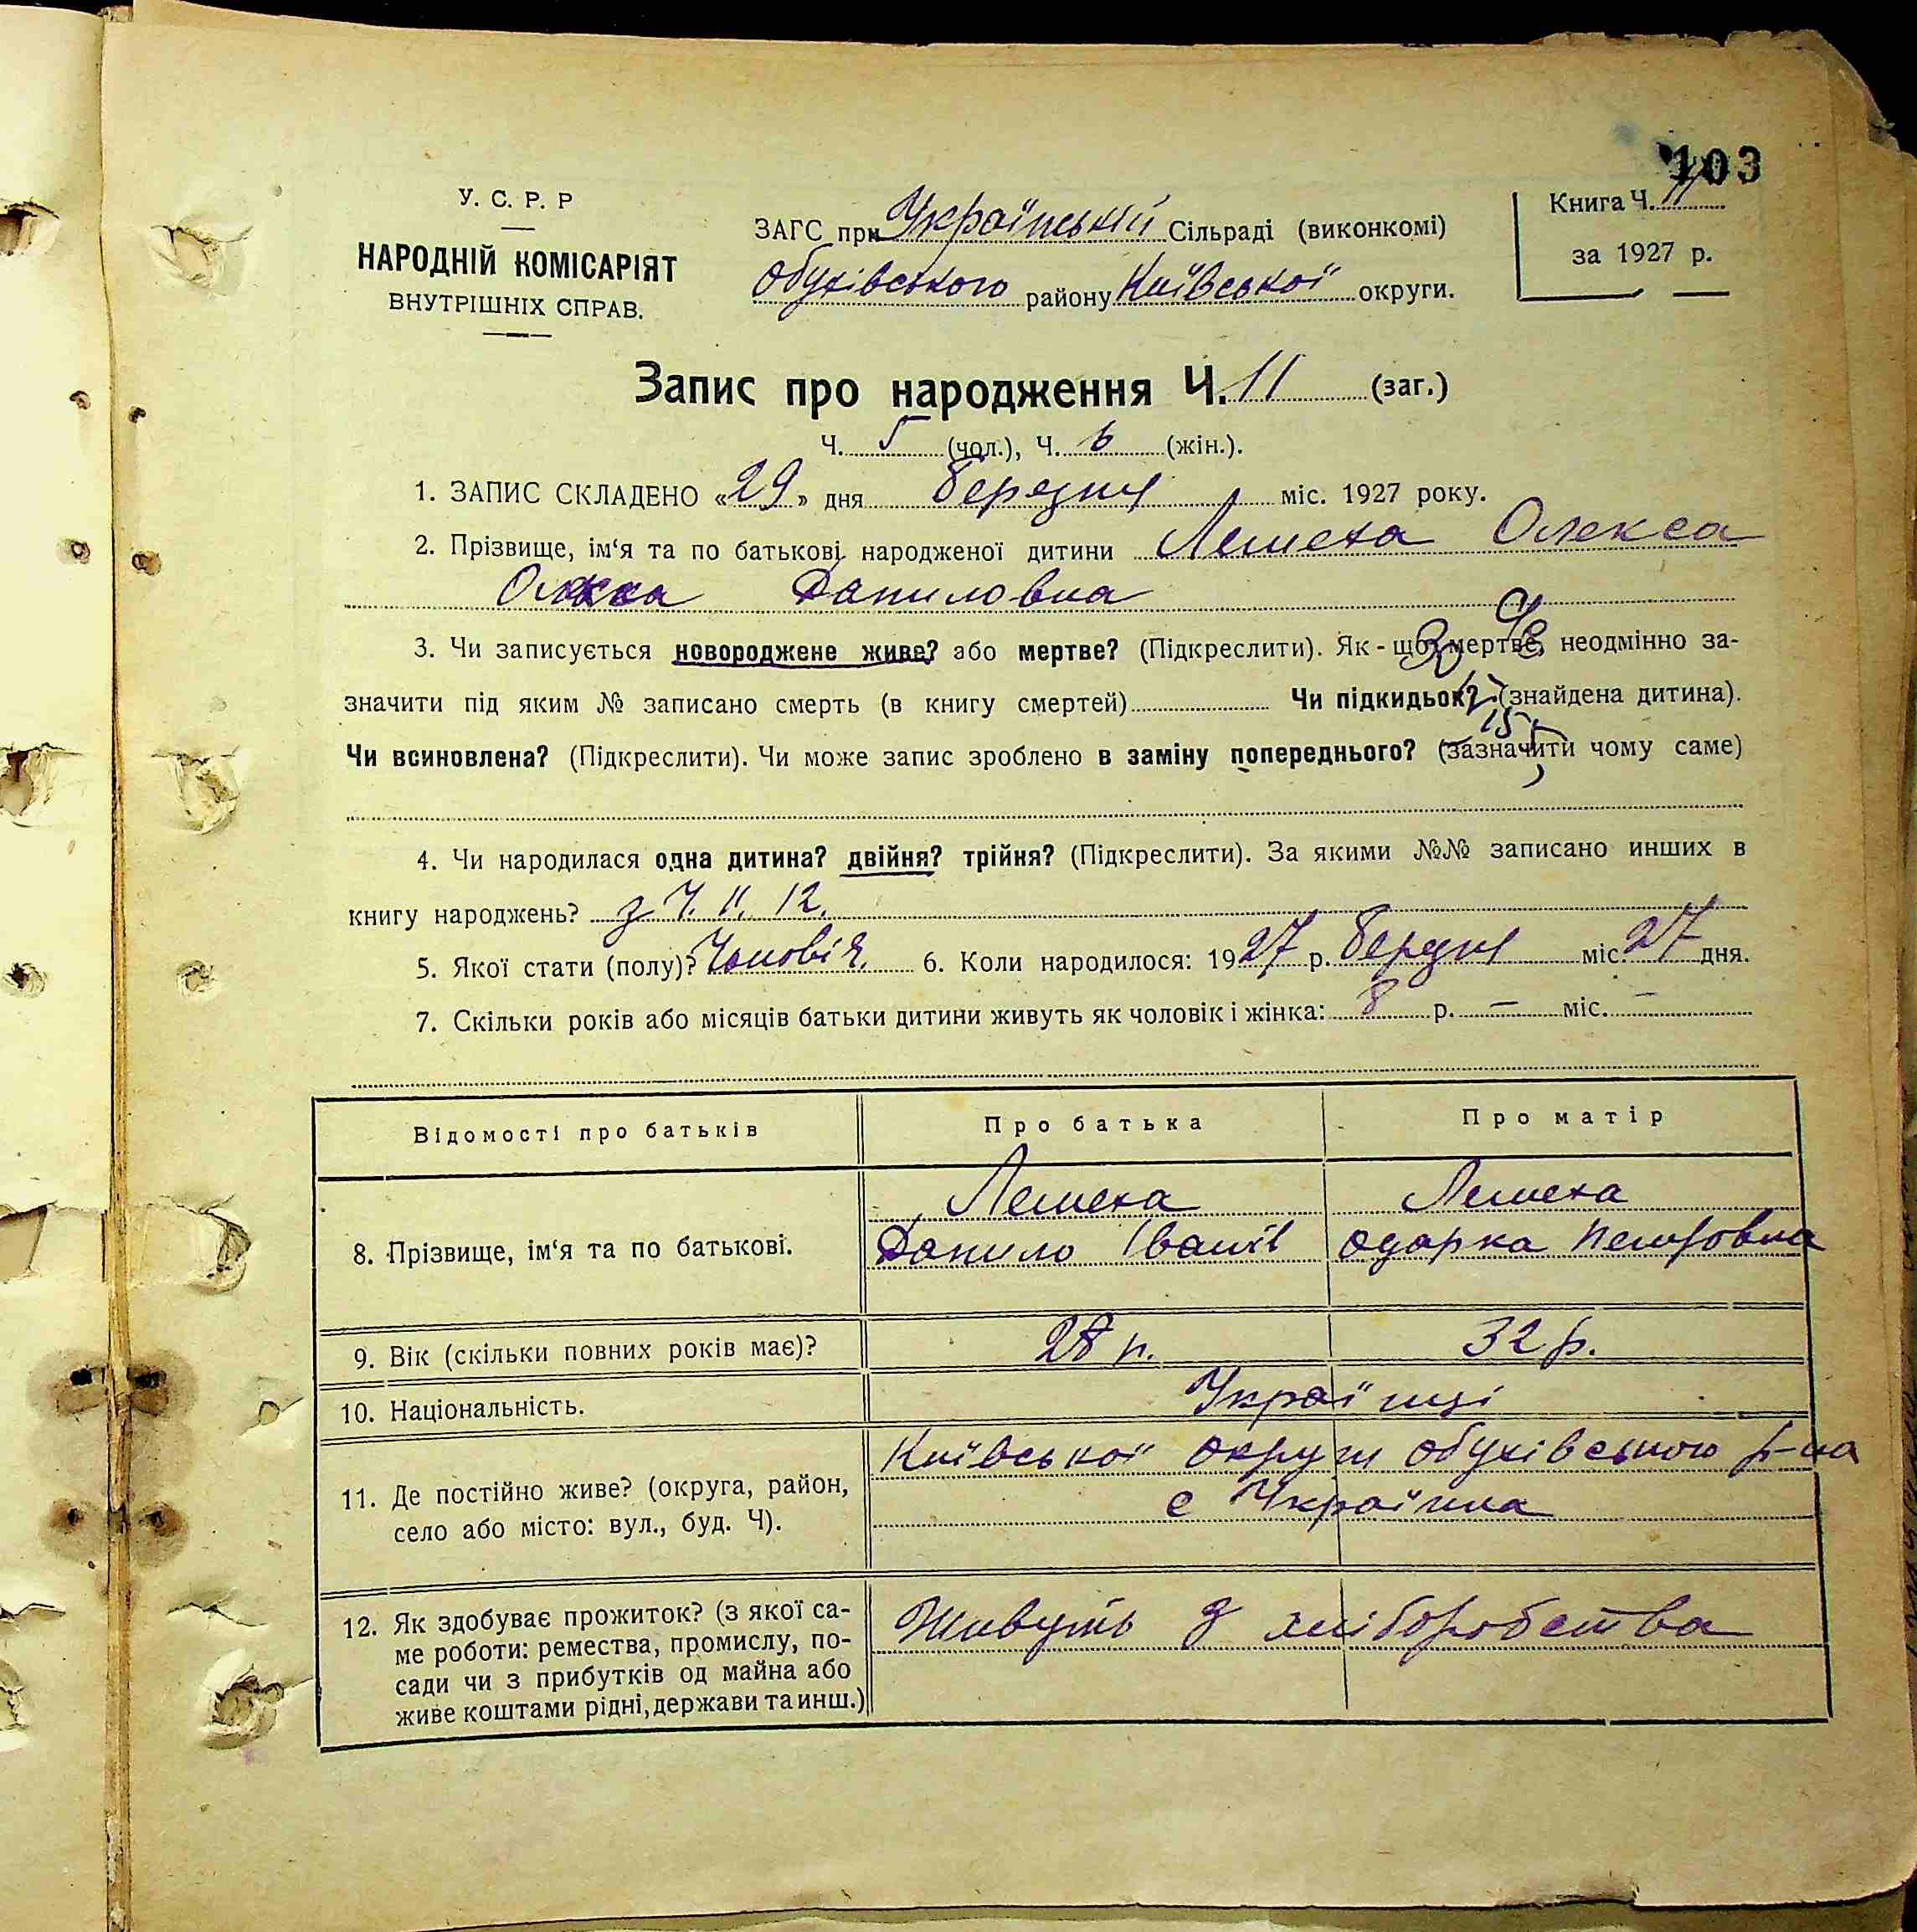 103
У. С. Р. Р
НАРОДНІЙ КОМІСАРІЯТ
ВНУТРІШНІХ СПРАВ.
ЗАГС при Українській Сільраді (виконкомі)
Обухівського району Київської округи.
Книга Ч. 11
за 1927 р.
Запис про народження Ч. 11 (заг.)
Ч. 5 (чол.), Ч. 6 (жін.).
1. ЗАПИС СКЛАДЕНО «29» дня березня міс. 1927 року.
2. Прізвище, ім‘я та по батькові народженої дитини Лемеха Олекса
Даниловна
3. Чи записується новороджене живе? або мертве? (Підкреслити). Як-що мертве, неодмінно за-
значити під яким № записано смерть (в книгу смертей) Чи підкидьок? (знайдена дитина).
Чи всиновлена? (Підкреслити). Чи може запис зроблено в заміну попереднього? (зазначити чому саме)
15
4. Чи народилася одна дитина? двійня? трійня? (Підкреслити). За якими №№ записано инших в
книгу народжень? з Ч. 11. 12.
5. Якої стати (полу)? Чоловіч. 6. Коли народилося: 1927 р. березня міс. 27 дня.
7. Скільки років або місяців батьки дитини живуть як чоловік і жінка: 8 р. — міс. —
Відомості про батьків Про батька Про матір
8. Прізвище, ім‘я та по батькові. Лемеха Лемеха
Данило Іванів Одарка Петровна
9. Вік (скільки повних років має)? 28 р. 32 р.
10. Національність. Українці
11. Де постійно живе? (округа, район,
село або місто: вул., буд. Ч).
Київської округи Обухівського р-на
с Українка
12. Як здобуває прожиток? (з якої са-
ме роботи: ремества, промислу, по-
сади чи з прибутків од майна або
живе коштами рідні, держави та инш.)
Живуть з хліборобства